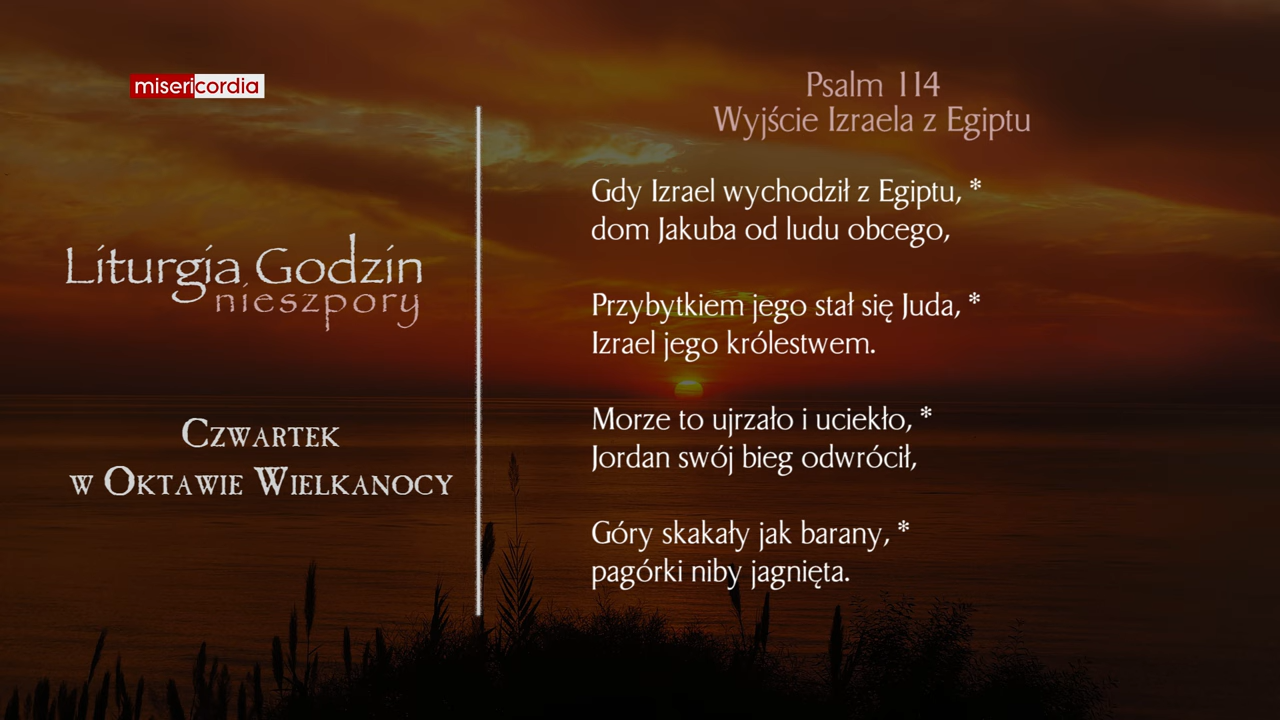 misericordia
Liturgia Godzin
nieszpory
Czwartek
w Oktawie Wielkanocy
Psalm 114
Wyjście Izraela z Egiptu
Gdy Izrael wychodził z Egiptu, *
dom Jakuba od ludu obcego,
Przybytkiem jego stał się Juda, *
Izrael jego królestwem.
Morze to ujrzało i uciekło, *
Jordan swój bieg odwrócił,
Góry skakały jak barany, *
pagórki niby jagnięta.